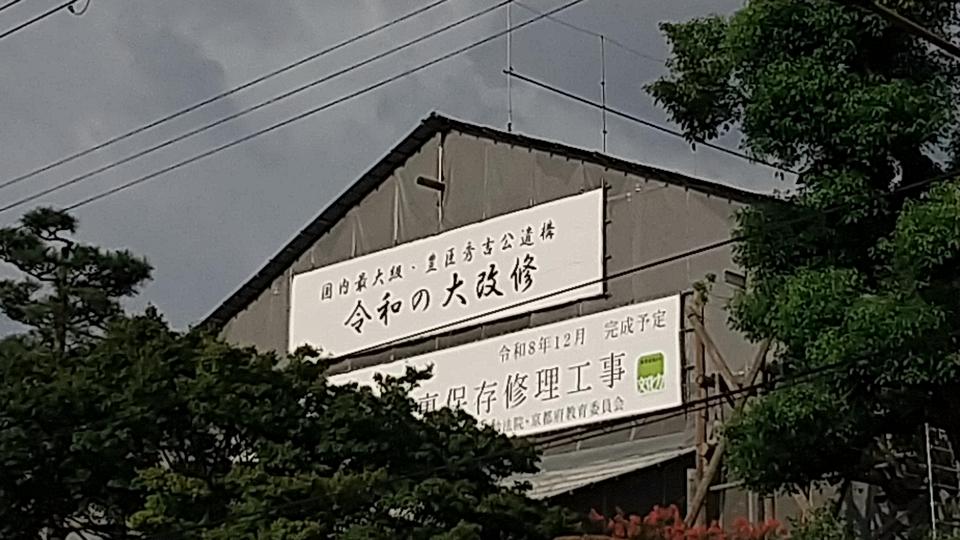 国内最大級・豊臣秀吉公遺構
令和の大改修
令和8年12月 完成予定
保存修理工事
法院・京都府教育委員会